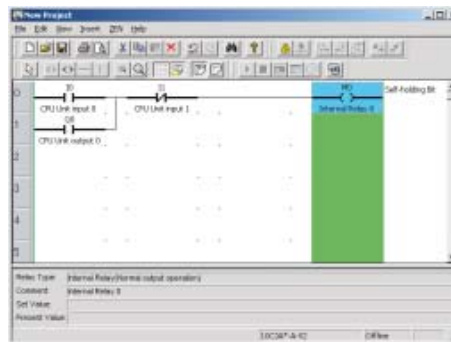 New Project
File Edit View Insert ZEN Help
0
I0
I1
M0
Self-holding Bit
CPU Unit input 0
CPU Unit input 1
Internal Relay 0
1
Q0
CPU Unit output 0
2
3
4
5
Relay Type Internal Relay(Normal output operation)
Comment Internal Relay 0
Set Value
Present Value
Offline